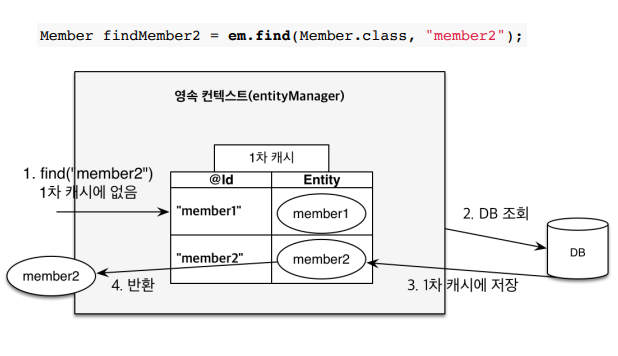 Member findMember2 = em.find(Member.class, "member2");
영속 컨텍스트(entityManager)
1차 캐시
@Id Entity
1. find("member2")
1차 캐시에 없음
"member1" member1
2. DB 조회
DB
"member2" member2
member2
4. 반환
3. 1차 캐시에 저장